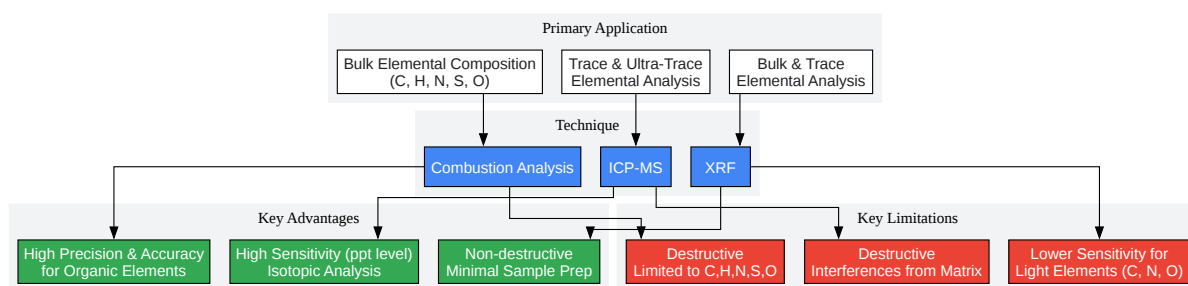 Primary Application
Bulk Elemental Composition
(C, H, N, S, O)
Trace & Ultra-Trace
Elemental Analysis
Bulk & Trace
Elemental Analysis
Technique
Combustion Analysis
ICP-MS
XRF
Key Advantages
High Precision & Accuracy
for Organic Elements
High Sensitivity (ppt level)
Isotopic Analysis
Non-destructive
Minimal Sample Prep
Key Limitations
Destructive
Limited to C,H,N,S,O
Destructive
Interferences from Matrix
Lower Sensitivity for
Light Elements (C, N, O)